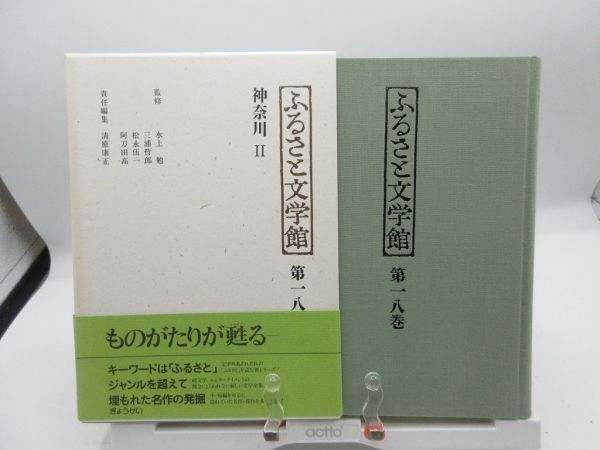 ふるさと文学館
第一八
神奈川 II
監修
水上 勉
三浦哲郎
松永伍一
阿刀田高
責任編集
清原康正
ものがたりが甦る—
キーワードは「ふるさと」
ジャンルを超えて
埋もれた名作の発掘
ぎょうせい
ふるさと文学館
第一八巻
actto